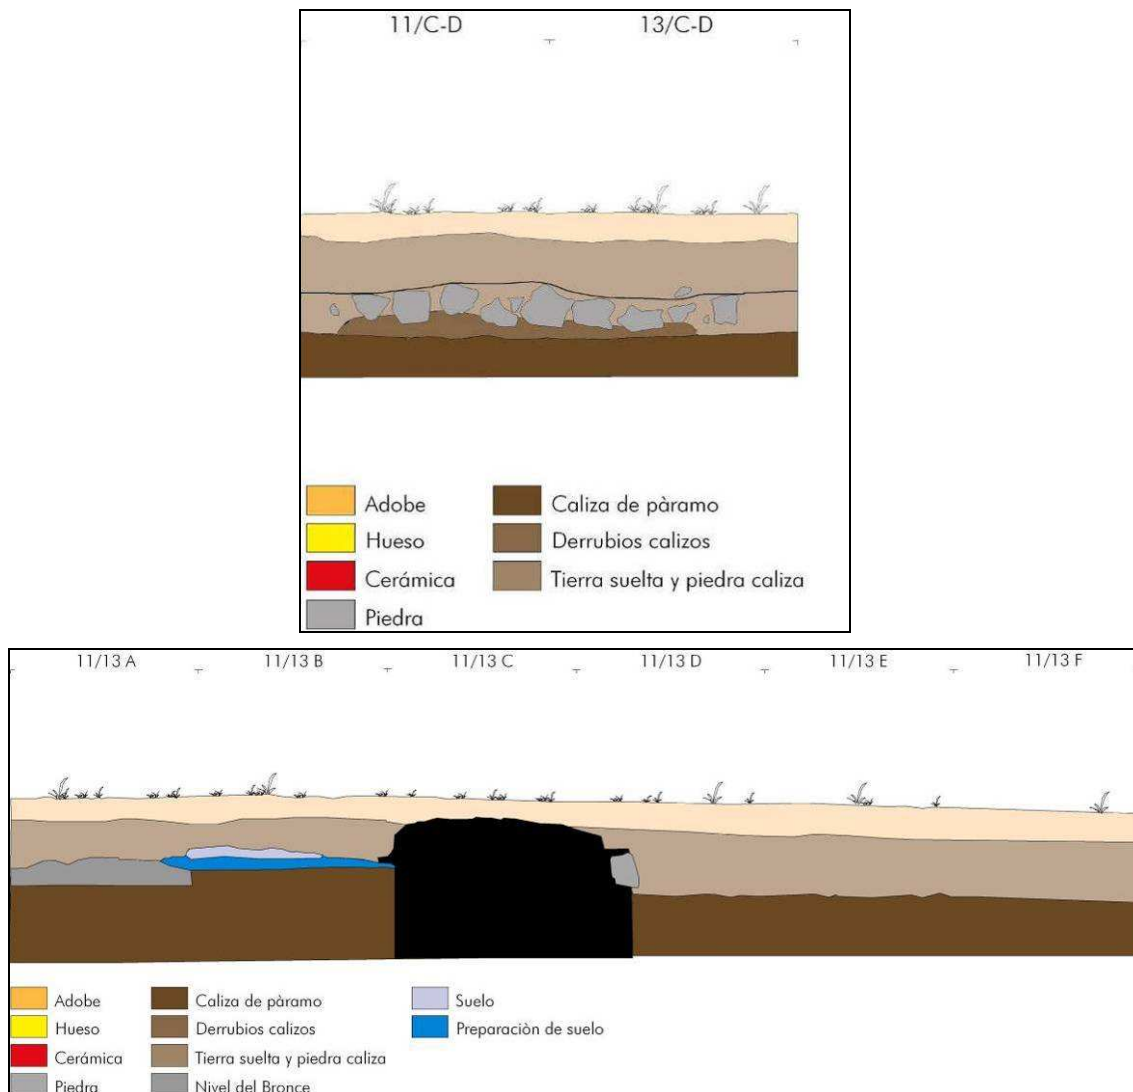 11/C-D 13/C-D
Adobe Caliza de pàramo
Hueso Derrubios calizos
Cerámica Tierra suelta y piedra caliza
Piedra
11/13 A 11/13 B 11/13 C 11/13 D 11/13 E 11/13 F
Adobe Caliza de pàramo Suelo
Hueso Derrubios calizos Preparaciòn de suelo
Cerámica Tierra suelta y piedra caliza
Piedra Nivel del Bronce